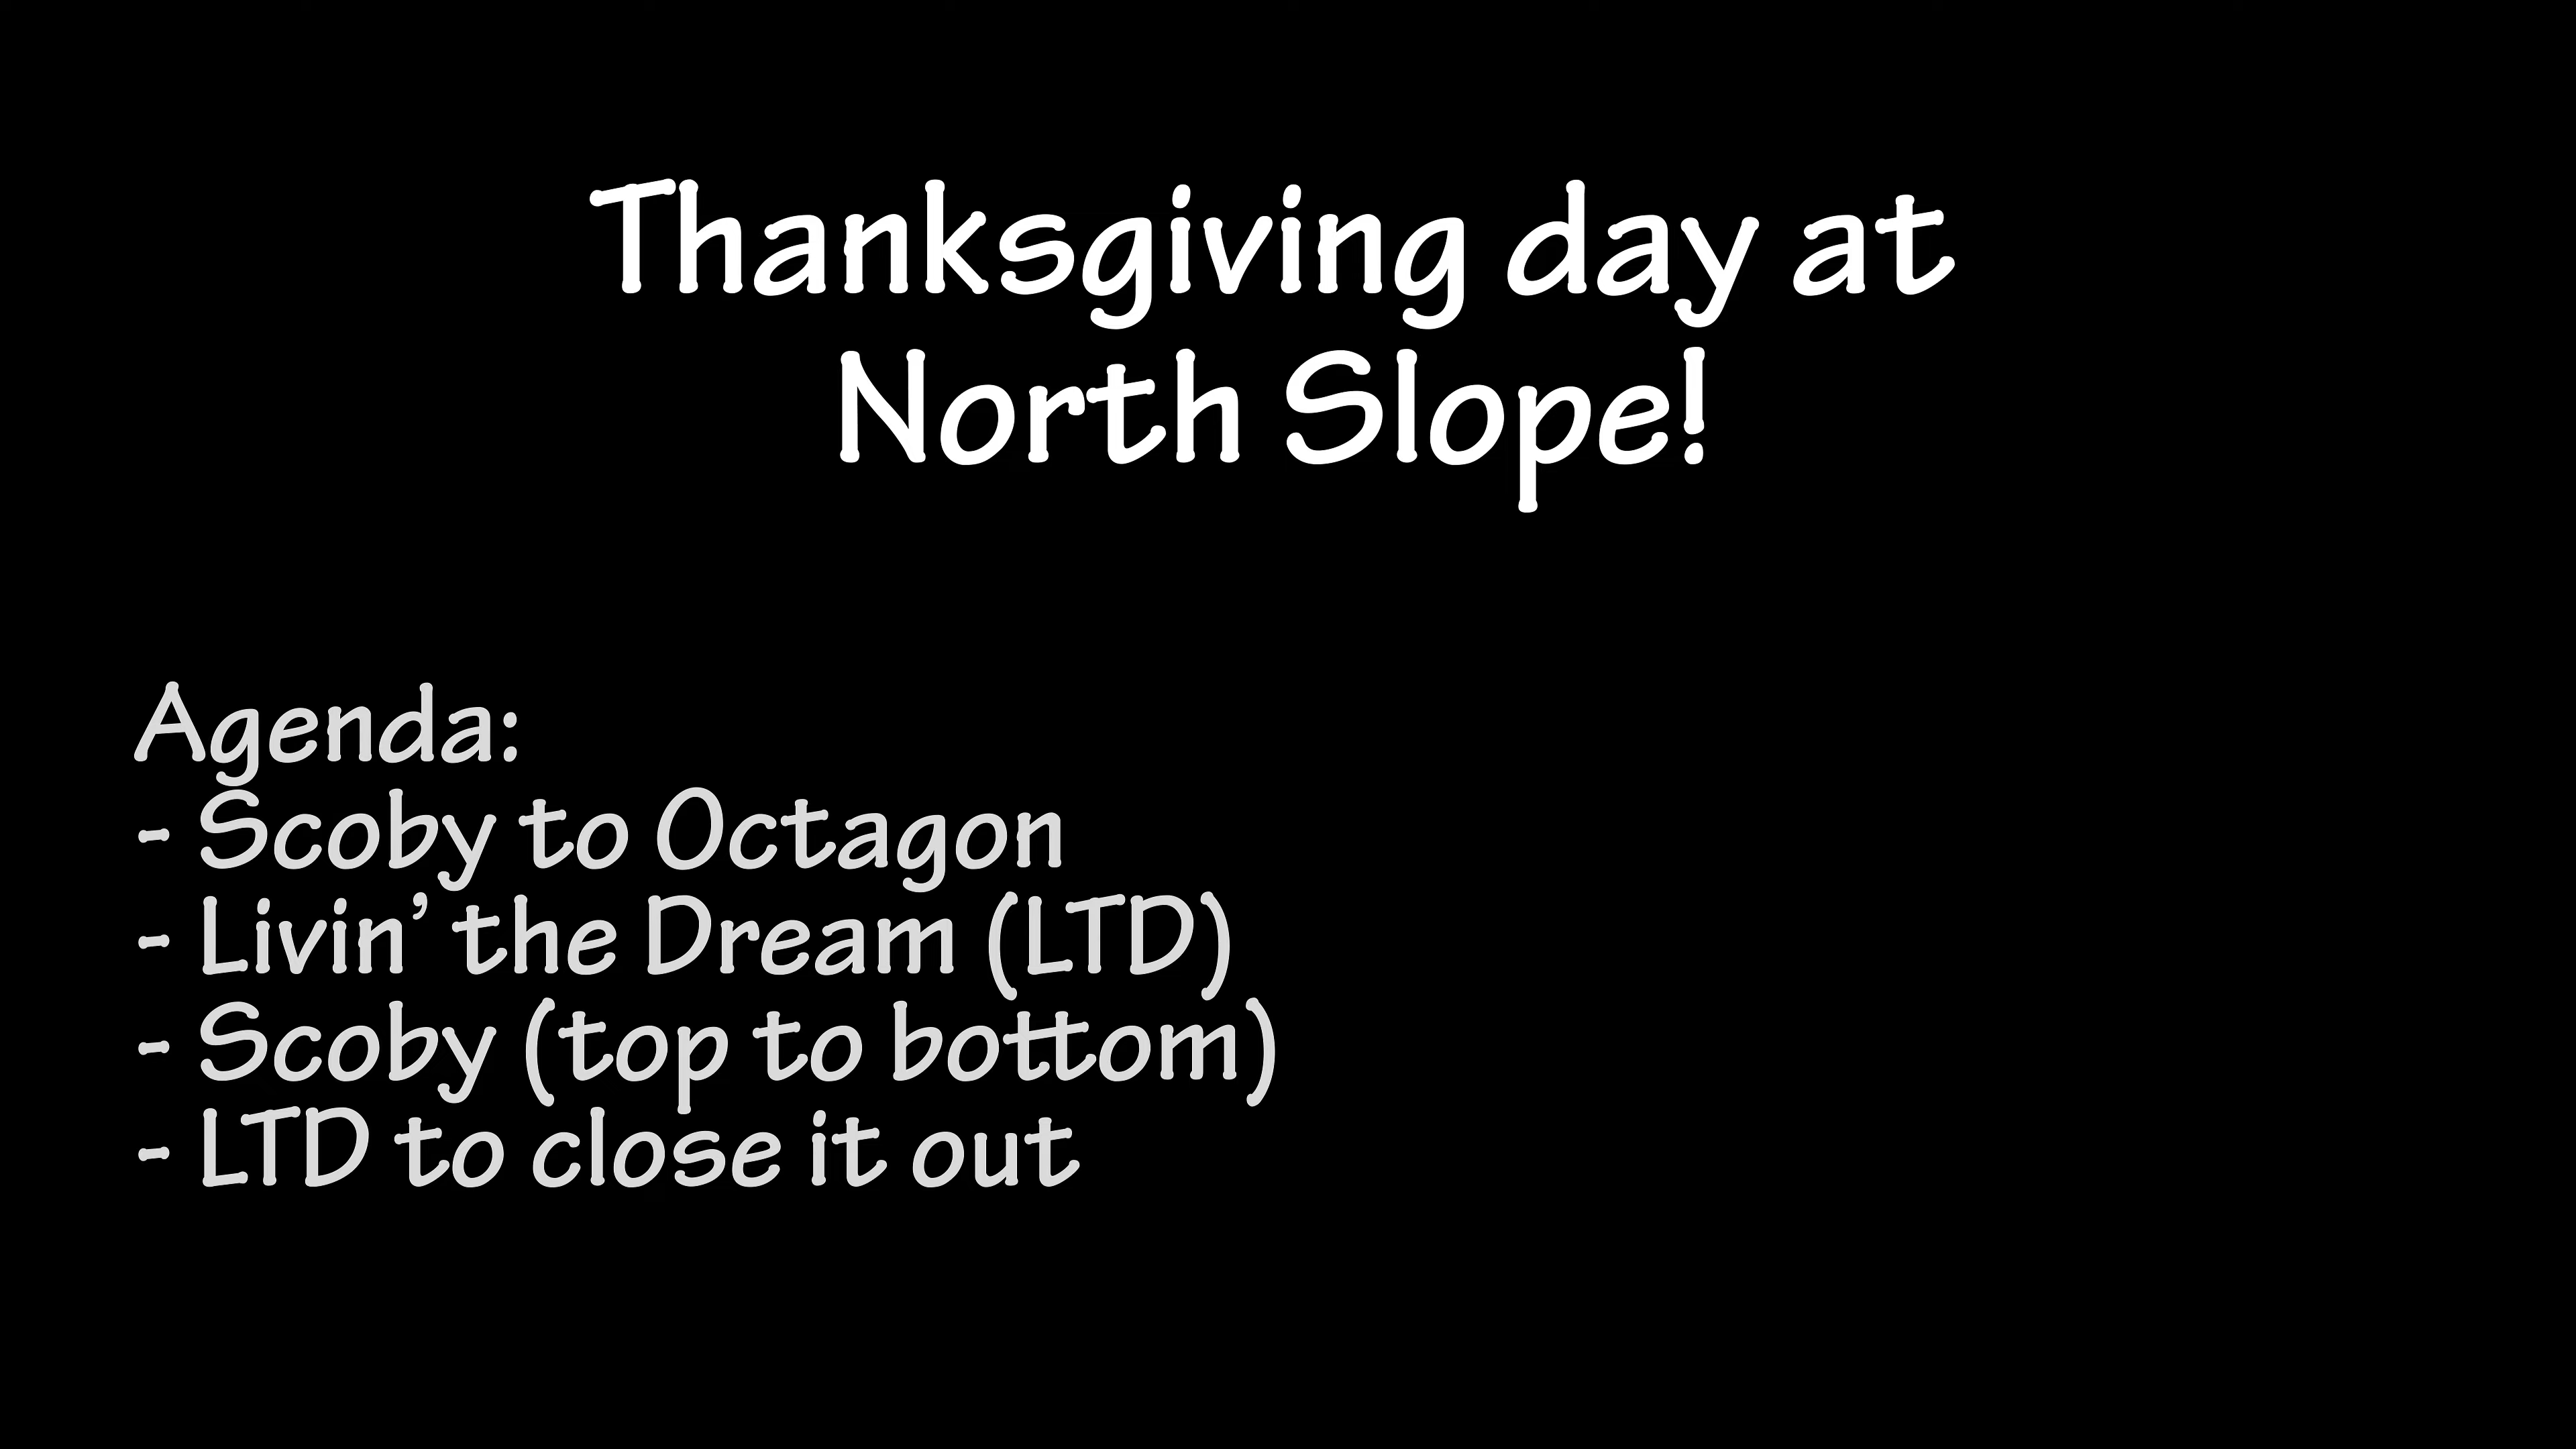 Thanksgiving day at
North Slope!
Agenda:
- Scoby to Octagon
- Livin’ the Dream (LTD)
- Scoby (top to bottom)
- LTD to close it out